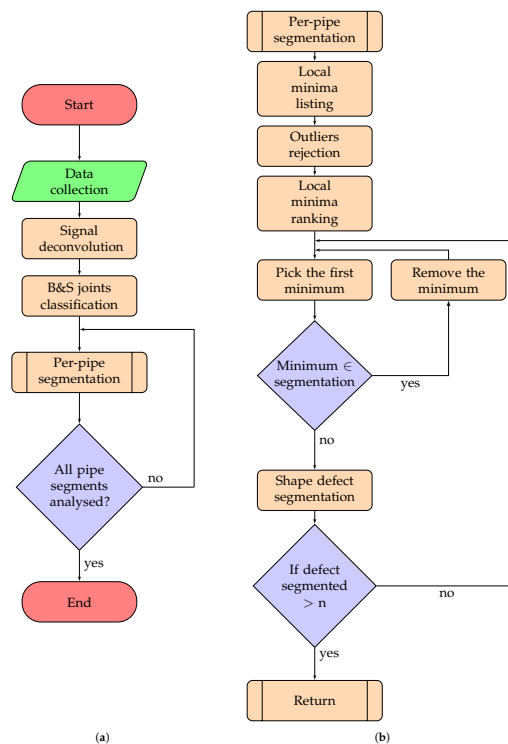 Start
Data
collection
Signal
deconvolution
B&S joints
classification
Per-pipe
segmentation
All pipe
segments
analysed?
no
yes
End
(a)
Per-pipe
segmentation
Local
minima
listing
Outliers
rejection
Local
minima
ranking
Pick the first
minimum
Remove the
minimum
Minimum ∈
segmentation
yes
no
Shape defect
segmentation
If defect
segmented
> n
no
yes
Return
(b)